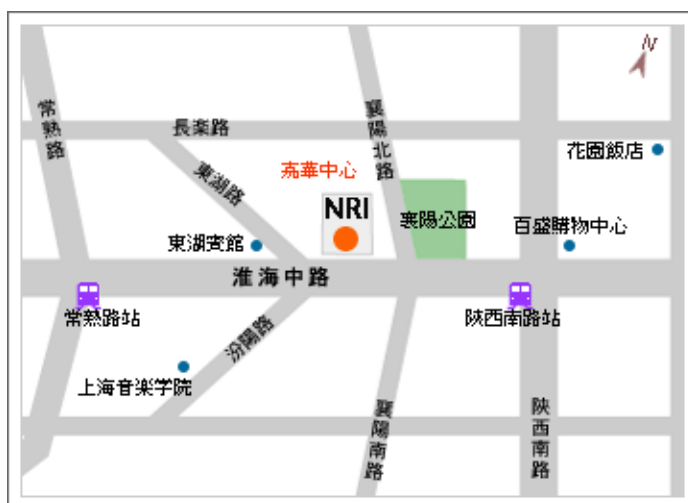 N
常熟路
長楽路
襄陽北路
花園飯店
東湖路
嘉華中心
NRI
襄陽公園
百盛購物中心
東湖賓館
淮海中路
常熟路站
陝西南路站
汾陽路
上海音楽学院
襄陽南路
陝西南路